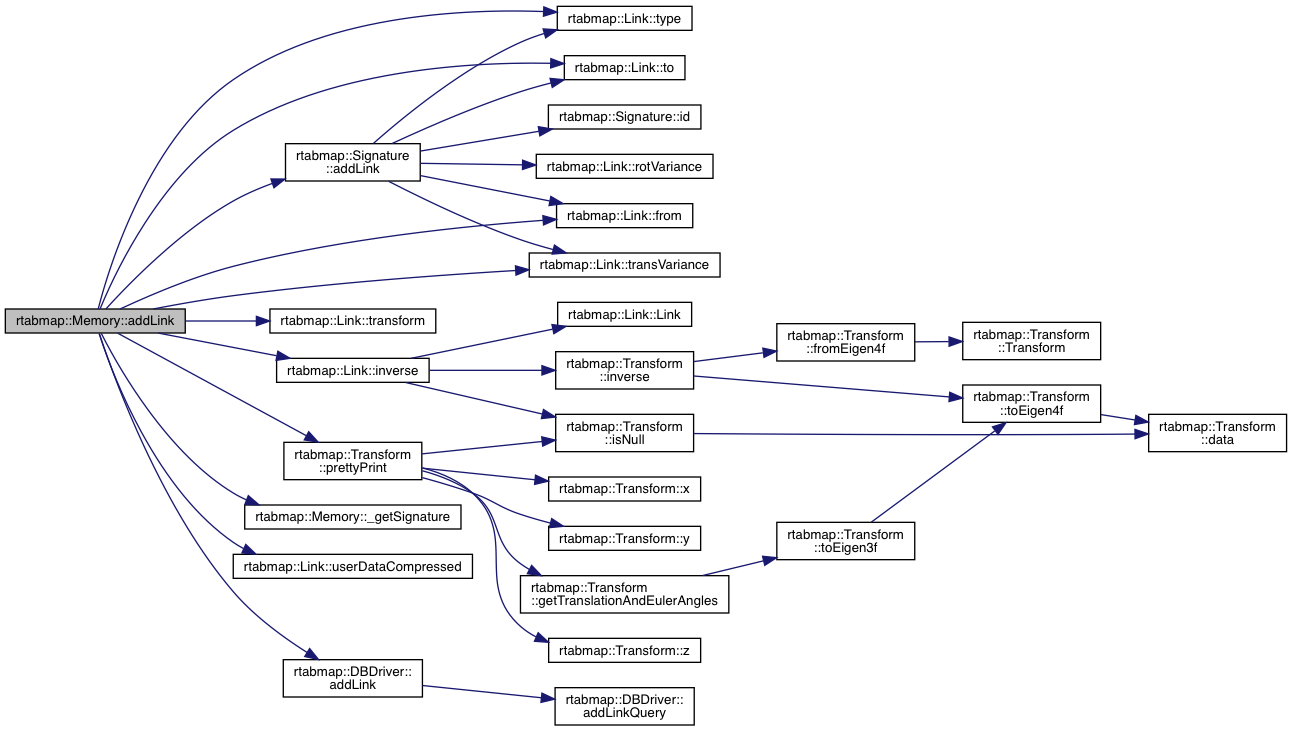 rtabmap::Memory::addLink
rtabmap::Link::type
rtabmap::Link::to
rtabmap::Signature
::addLink
rtabmap::Signature::id
rtabmap::Link::rotVariance
rtabmap::Link::from
rtabmap::Link::transVariance
rtabmap::Link::transform
rtabmap::Link::inverse
rtabmap::Link::Link
rtabmap::Transform
::inverse
rtabmap::Transform
::fromEigen4f
rtabmap::Transform
::Transform
rtabmap::Transform
::toEigen4f
rtabmap::Transform
::isNull
rtabmap::Transform
::data
rtabmap::Transform
::prettyPrint
rtabmap::Transform::x
rtabmap::Transform::y
rtabmap::Transform
::getTranslationAndEulerAngles
rtabmap::Transform
::toEigen3f
rtabmap::Transform::z
rtabmap::Memory::_getSignature
rtabmap::Link::userDataCompressed
rtabmap::DBDriver::
addLink
rtabmap::DBDriver::
addLinkQuery